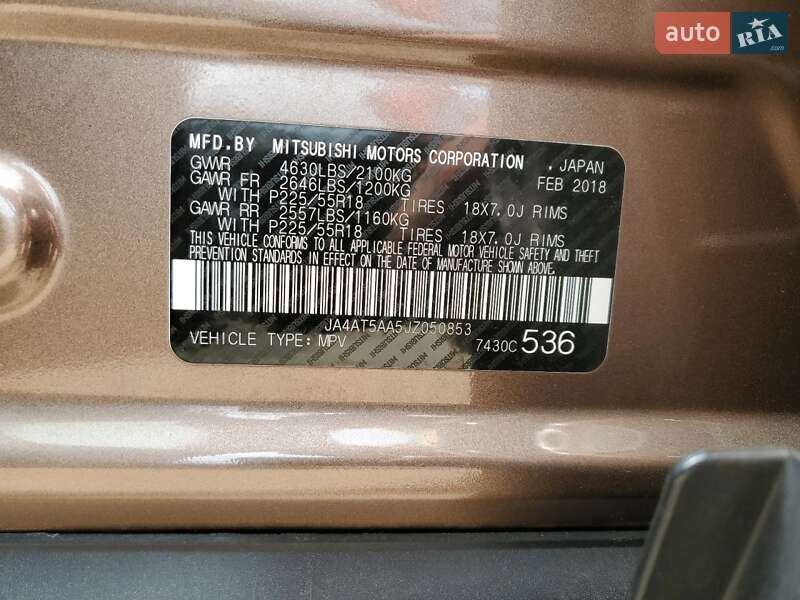 auto RIA
MFD.BY MITSUBISHI MOTORS CORPORATION . JAPAN
GVWR 4630LBS/2100KG FEB 2018
GAWR FR 2646LBS/1200KG
WITH P225/55R18 TIRES 18X7.0J RIMS
GAWR RR 2557LBS/1160KG
WITH P225/55R18 TIRES 18X7.0J RIMS
THIS VEHICLE CONFORMS TO ALL APPLICABLE FEDERAL MOTOR VEHICLE SAFETY AND THEFT
PREVENTION STANDARDS IN EFFECT ON THE DATE OF MANUFACTURE SHOWN ABOVE.
JA4AT5AA5JZ050853
VEHICLE TYPE:MPV 7430C 536